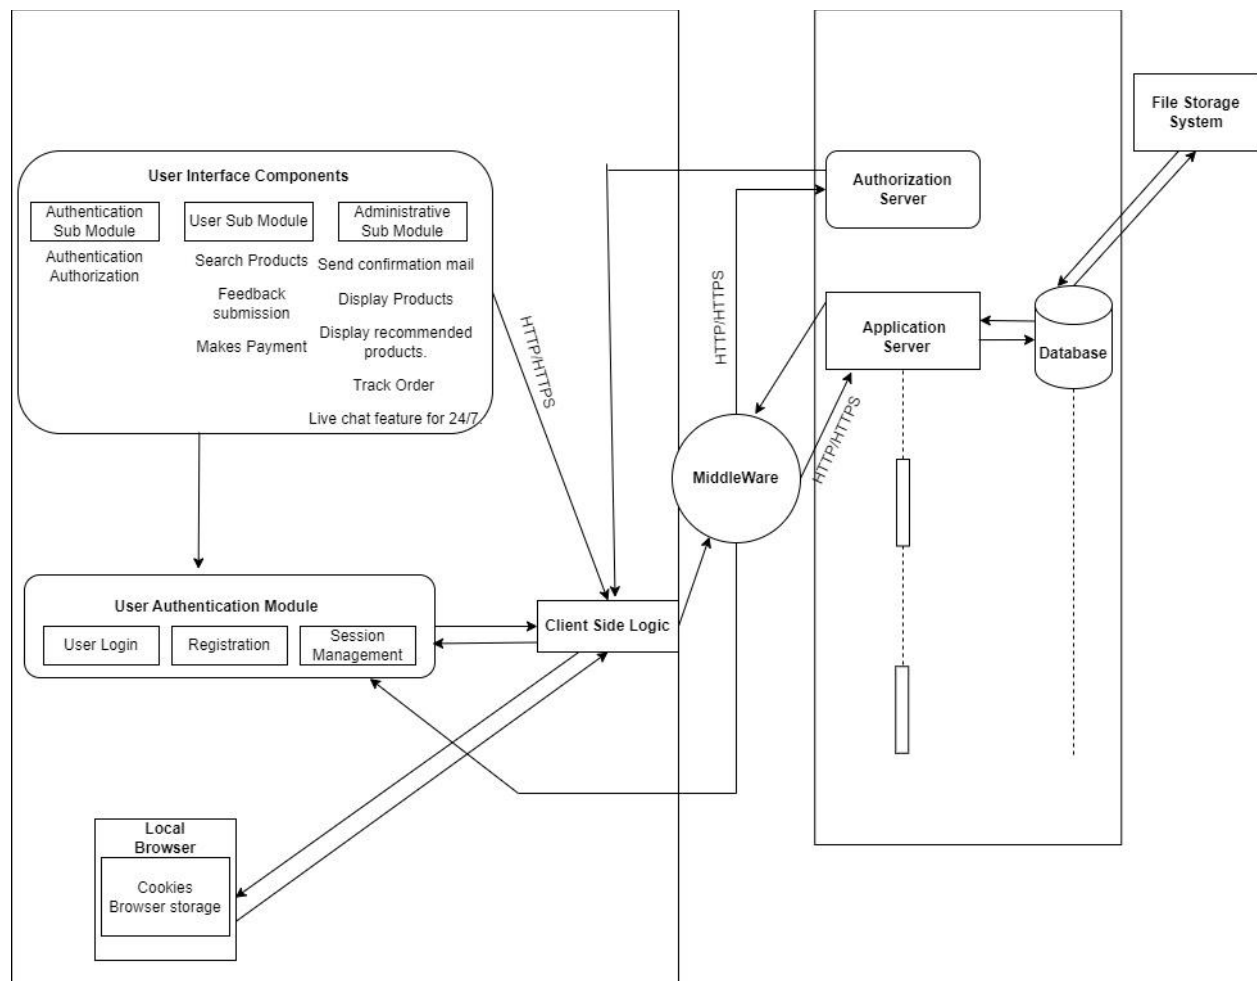 File Storage
System
User Interface Components
Authentication
Sub Module
User Sub Module
Administrative
Sub Module
Authentication
Authorization
Search Products
Feedback
submission
Makes Payment
Send confirmation mail
Display Products
Display recommended
products.
Track Order
Live chat feature for 24/7.
HTTP/HTTPS
HTTP/HTTPS
HTTP/HTTPS
Authorization
Server
Application
Server
Database
MiddleWare
User Authentication Module
User Login
Registration
Session
Management
Client Side Logic
Local
Browser
Cookies
Browser storage